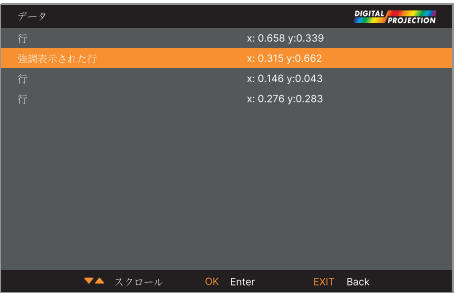 データ DIGITAL PROJECTION
行 x: 0.658 y:0.339
強調表示された行 x: 0.315 y:0.662
行 x: 0.146 y:0.043
行 x: 0.276 y:0.283
▼▲ スクロール OK Enter EXIT Back